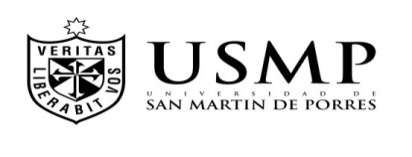 VERITAS
LIBERABIT VOS
USMP
UNIVERSIDAD DE
SAN MARTIN DE PORRES